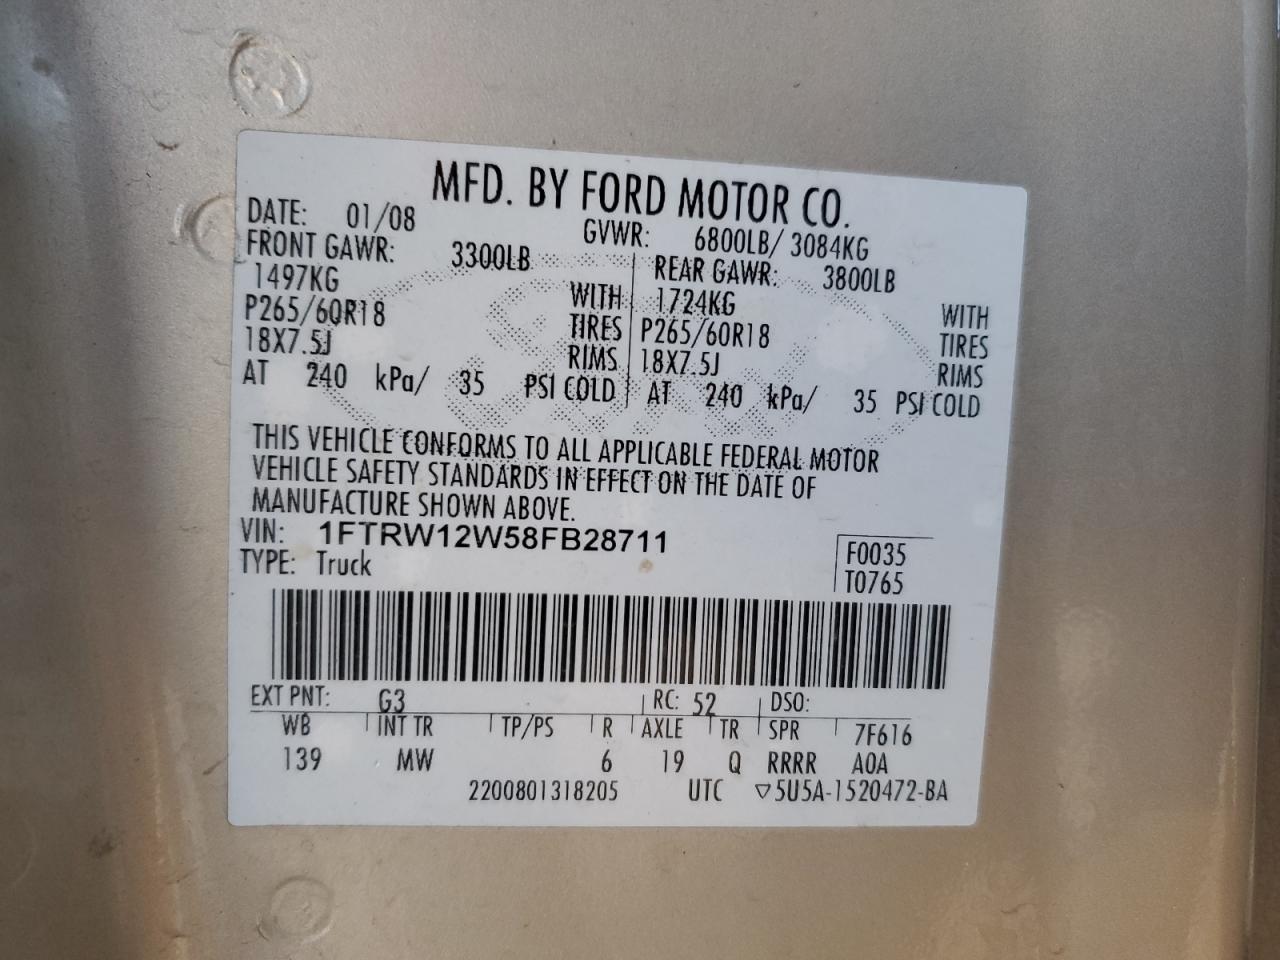 MFD. BY FORD MOTOR CO.
DATE: 01/08 GVWR: 6800LB/ 3084KG
FRONT GAWR: 3300LB REAR GAWR: 3800LB
1497KG WITH 1724KG WITH
P265/60R18 TIRES P265/60R18 TIRES
18X7.5J RIMS 18X7.5J RIMS
AT 240 kPa/ 35 PSI COLD AT 240 kPa/ 35 PSI COLD
THIS VEHICLE CONFORMS TO ALL APPLICABLE FEDERAL MOTOR
VEHICLE SAFETY STANDARDS IN EFFECT ON THE DATE OF
MANUFACTURE SHOWN ABOVE.
VIN: 1FTRW12W58FB28711 F0035
TYPE: Truck T0765
EXT PNT: G3 RC: 52 DSO:
WB INT TR TP/PS R AXLE TR SPR 7F616
139 MW 6 19 Q RRRR A0A
2200801318205 UTC ▽5U5A-1520472-BA